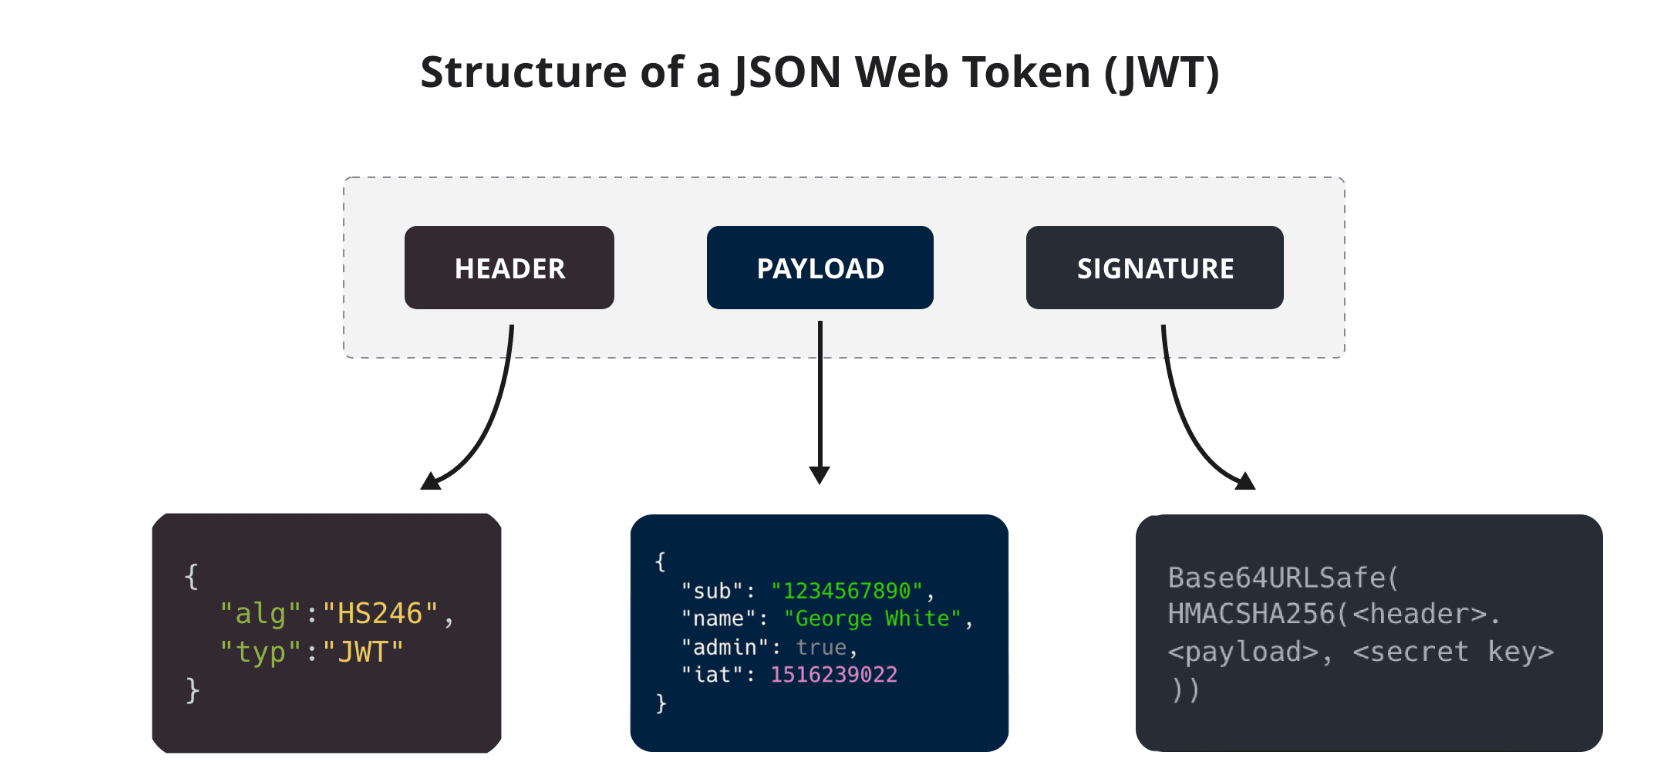 Structure of a JSON Web Token (JWT)
HEADER
PAYLOAD
SIGNATURE
{
"alg":"HS246",
"typ":"JWT"
}
{
"sub": "1234567890",
"name": "George White",
"admin": true,
"iat": 1516239022
}
Base64URLSafe(
HMACSHA256(<header>.
<payload>, <secret key>
))